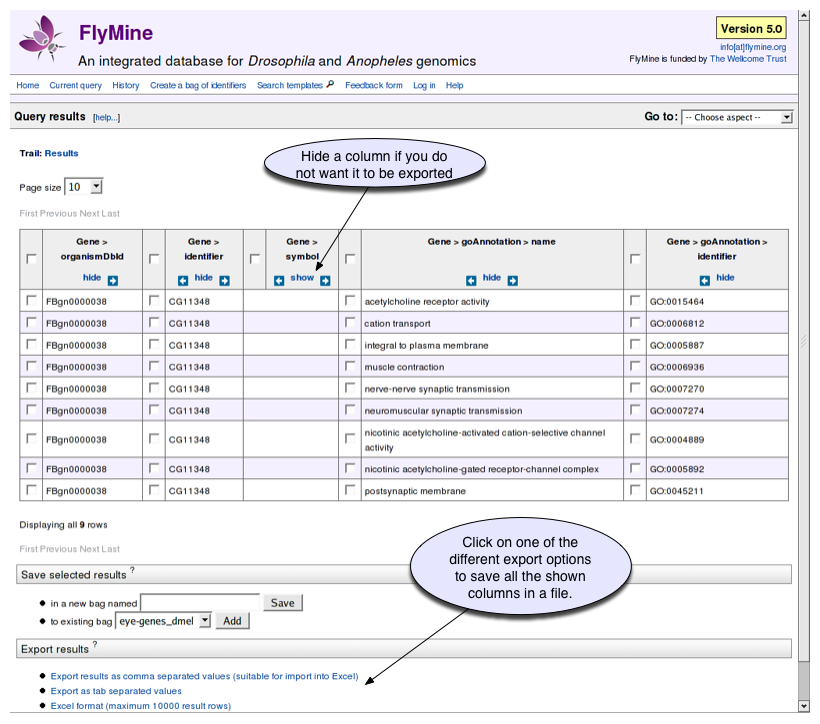 FlyMine
An integrated database for Drosophila and Anopheles genomics
Version 5.0
info[at]flymine.org
FlyMine is funded by The Wellcome Trust
Home Current query History Create a bag of identifiers Search templates Feedback form Log in Help
Query results [help...]
Go to: -- Choose aspect --
Trail: Results
Hide a column if you do
not want it to be exported
Page size 10
First Previous Next Last
Gene > organismDbId hide
Gene > identifier hide
Gene > symbol show
Gene > goAnnotation > name hide
Gene > goAnnotation > identifier hide
FBgn0000038 CG11348 acetylcholine receptor activity GO:0015464
FBgn0000038 CG11348 cation transport GO:0006812
FBgn0000038 CG11348 integral to plasma membrane GO:0005887
FBgn0000038 CG11348 muscle contraction GO:0006936
FBgn0000038 CG11348 nerve-nerve synaptic transmission GO:0007270
FBgn0000038 CG11348 neuromuscular synaptic transmission GO:0007274
FBgn0000038 CG11348 nicotinic acetylcholine-activated cation-selective channel activity GO:0004889
FBgn0000038 CG11348 nicotinic acetylcholine-gated receptor-channel complex GO:0005892
FBgn0000038 CG11348 postsynaptic membrane GO:0045211
Displaying all 9 rows
First Previous Next Last
Click on one of the
different export options
to save all the shown
columns in a file.
Save selected results ?
in a new bag named Save
to existing bag eye-genes_dmel Add
Export results ?
Export results as comma separated values (suitable for import into Excel)
Export as tab separated values
Excel format (maximum 10000 result rows)